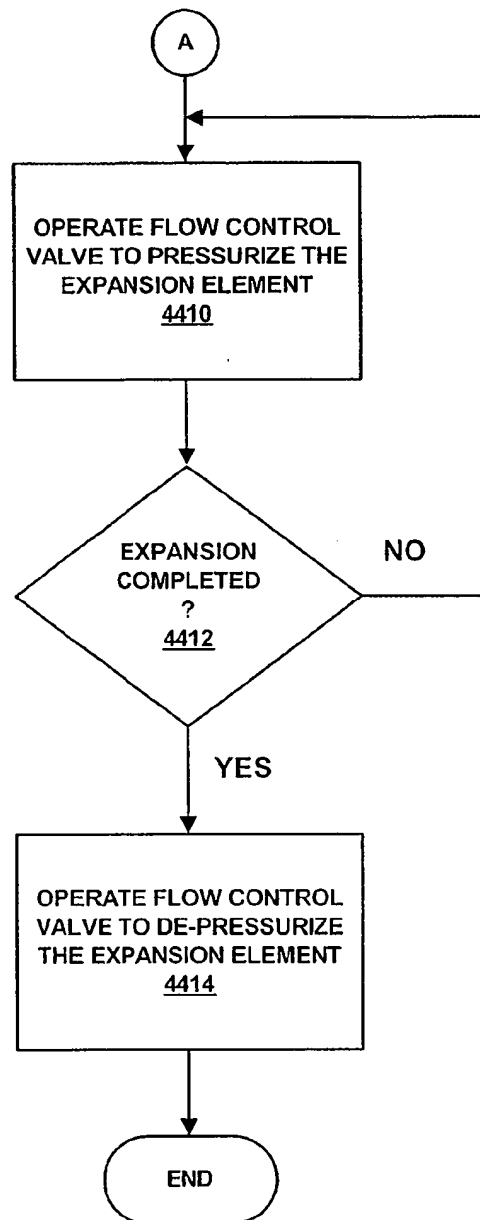 A
OPERATE FLOW CONTROL
VALVE TO PRESSURIZE THE
EXPANSION ELEMENT
4410
EXPANSION
COMPLETED
?
4412
NO
YES
OPERATE FLOW CONTROL
VALVE TO DE-PRESSURIZE
THE EXPANSION ELEMENT
4414
END